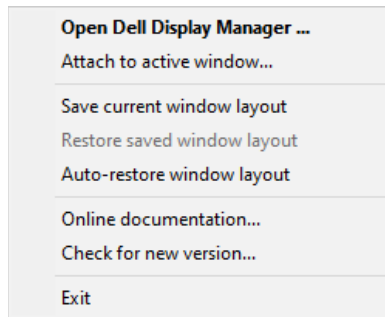 Open Dell Display Manager ...
Attach to active window...
Save current window layout
Restore saved window layout
Auto-restore window layout
Online documentation...
Check for new version...
Exit